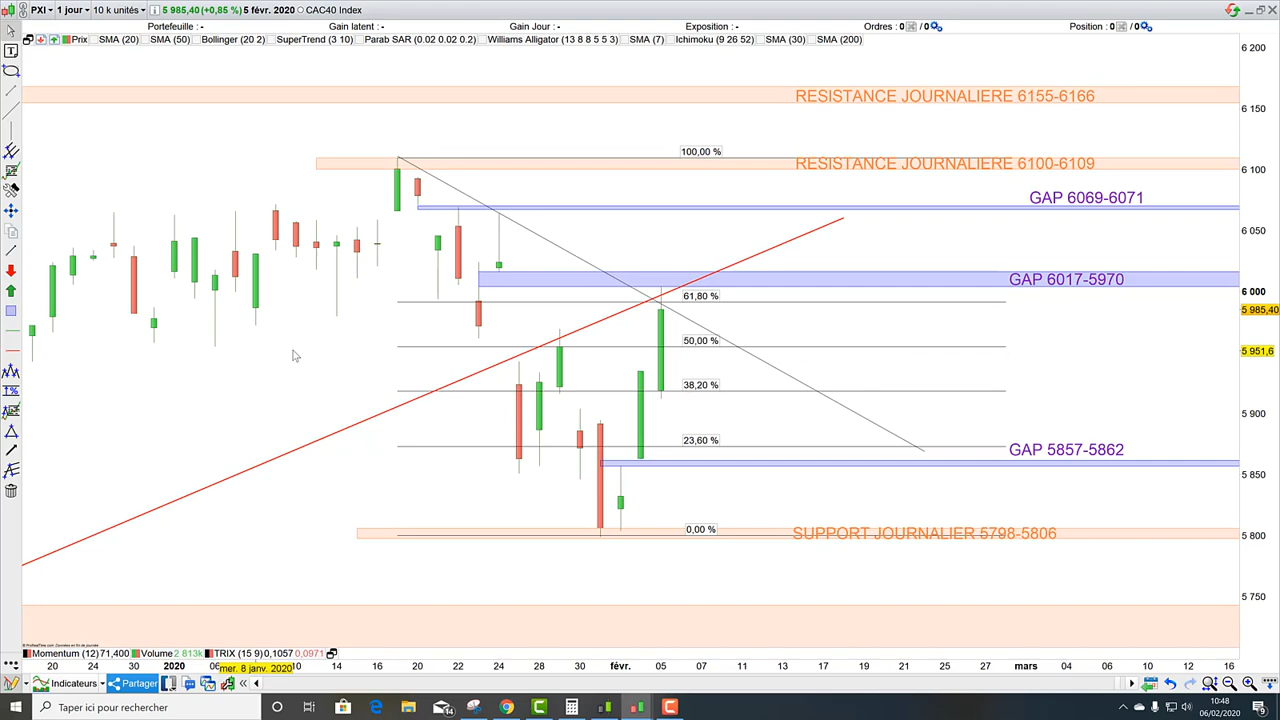 PXI 1 jour 10 k unités 5 985,40 (+0,85 %) 5 févr. 2020 CAC40 Index
Portefeuille : - Gain latent : - Gain Jour : - Exposition : - Ordres : 0 /0 Position : 0 /0
Prix SMA (20) SMA (50) Bollinger (20 2) SuperTrend (3 10) Parab SAR (0.02 0.02 0.2) Williams Alligator (13 8 8 5 5 3) SMA (7) Ichimoku (9 26 52) SMA (30) SMA (200)
6 200
RESISTANCE JOURNALIERE 6155-6166
6 150
100,00 %
RESISTANCE JOURNALIERE 6100-6109
6 100
GAP 6069-6071
6 050
GAP 6017-5970
6 000
61,80 %
5 985,40
50,00 %
5 951,6
38,20 %
5 900
23,60 %
GAP 5857-5862
5 850
0,00 %
SUPPORT JOURNALIER 5798-5806
5 800
5 750
Momentum (12) 71,400 Volume 2 813k TRIX (15 9) 0,1057 0,0971
20 24 28 2020 06 mer. 8 janv. 2020 10 14 16 20 22 24 28 30 févr. 05 07 11 13 17 19 21 25 27 mars 04 06 10 12 16
Indicateurs Partager
Taper ici pour rechercher
14
10:48
06/02/2020
9